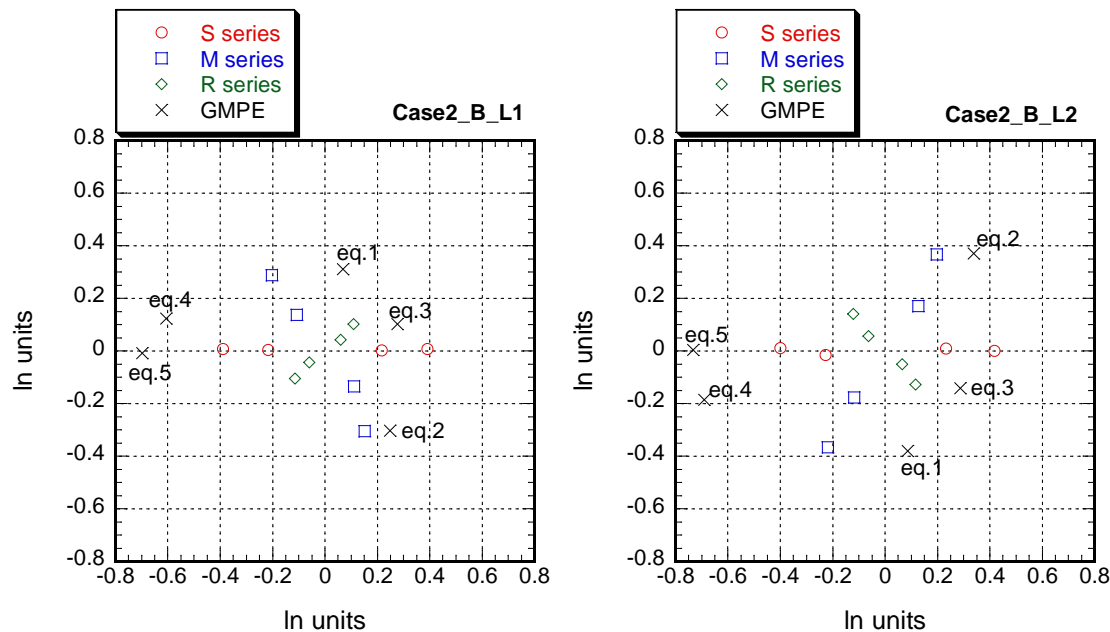 S series
M series
R series
GMPE
Case2_B_L1
0.8
0.6
0.4
0.2
0
-0.2
-0.4
-0.6
-0.8
ln units
eq.1
eq.4
eq.3
eq.5
eq.2
-0.8 -0.6 -0.4 -0.2 0 0.2 0.4 0.6 0.8
ln units
S series
M series
R series
GMPE
Case2_B_L2
0.8
0.6
0.4
0.2
0
-0.2
-0.4
-0.6
-0.8
ln units
eq.2
eq.5
eq.4
eq.3
eq.1
-0.8 -0.6 -0.4 -0.2 0 0.2 0.4 0.6 0.8
ln units